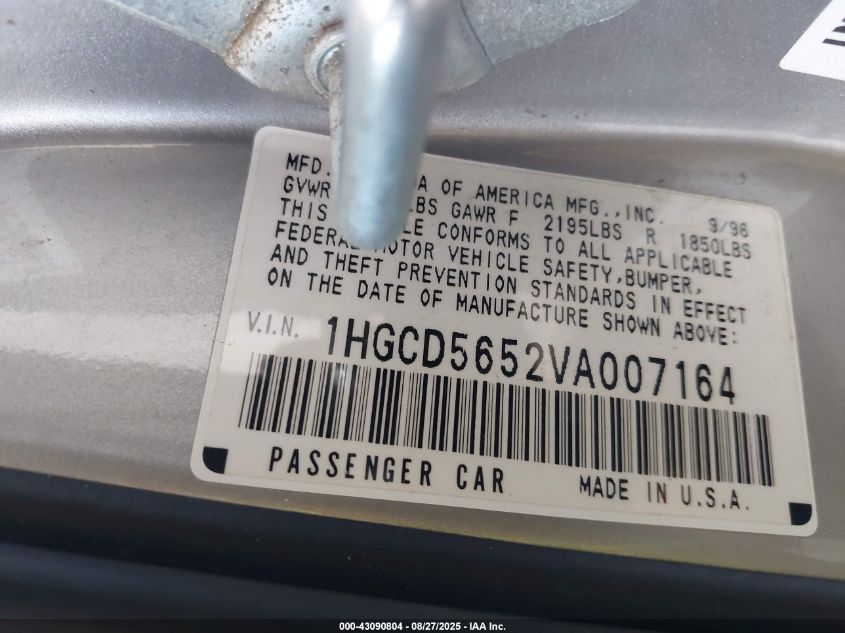 MFD. DA OF AMERICA MFG.,INC. 9/96
GVWR LBS GAWR F 2195LBS R 1850LBS
THIS LE CONFORMS TO ALL APPLICABLE
FEDERAL MOTOR VEHICLE SAFETY,BUMPER,
AND THEFT PREVENTION STANDARDS IN EFFECT
ON THE DATE OF MANUFACTURE SHOWN ABOVE:
V.I.N. 1HGCD5652VA007164
PASSENGER CAR MADE IN U.S.A.
000-43090804 - 08/27/2025 - IAA Inc.